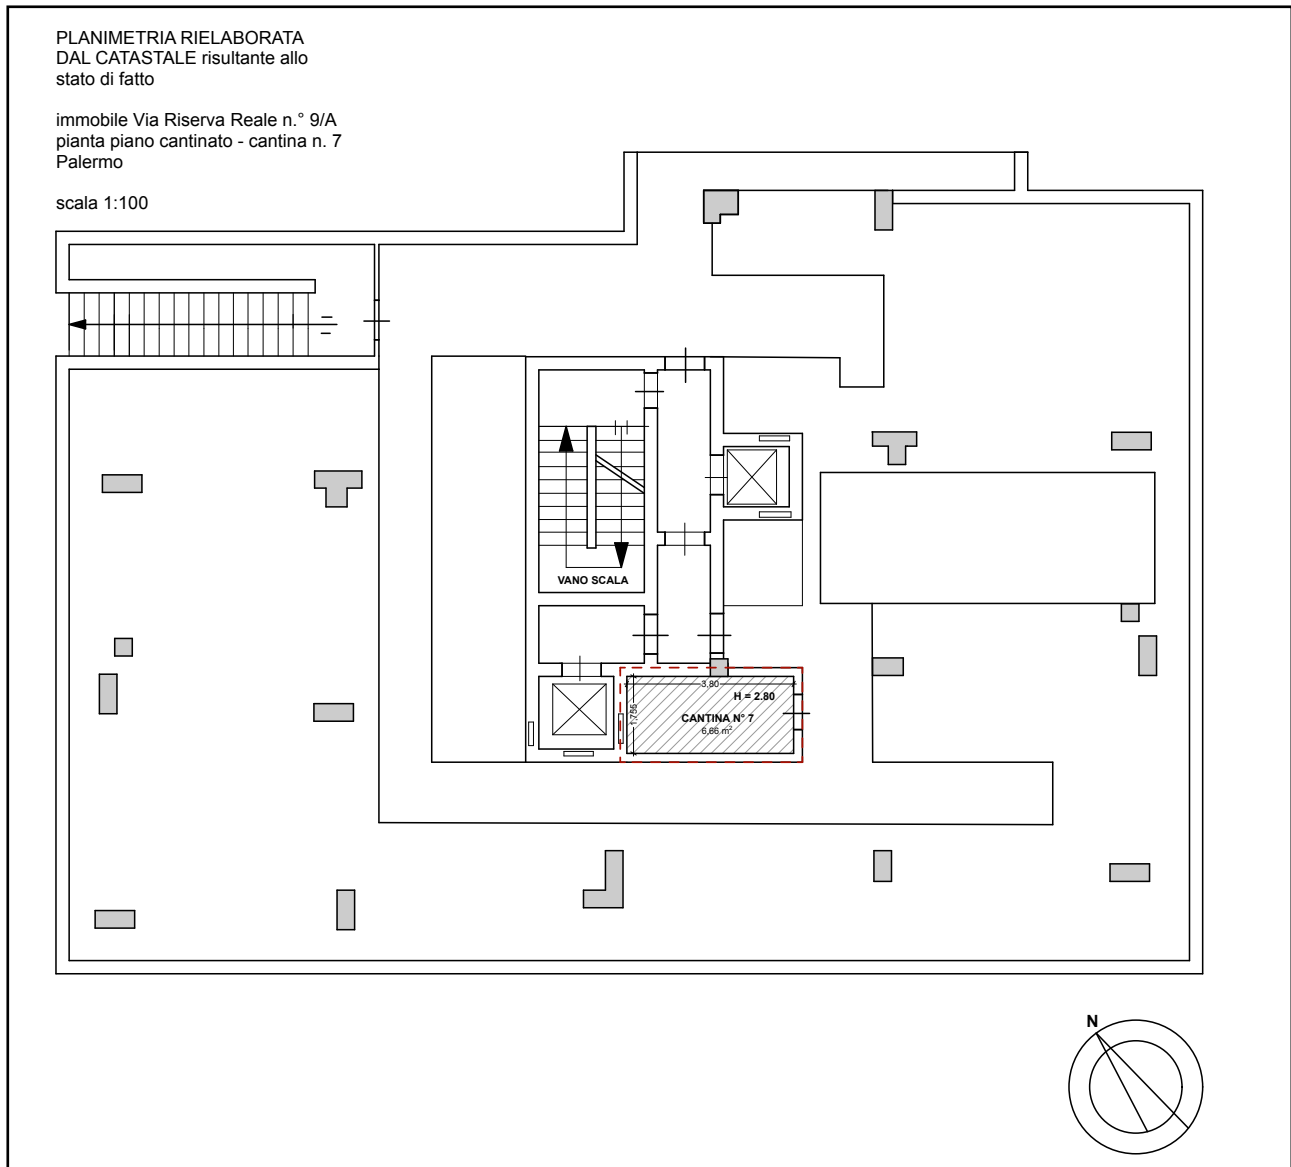 PLANIMETRIA RIELABORATA
DAL CATASTALE risultante allo
stato di fatto
immobile Via Riserva Reale n.° 9/A
pianta piano cantinato - cantina n. 7
Palermo
scala 1:100
VANO SCALA
3,80
H = 2.80
1,755
CANTINA N° 7
6,66 m²
N